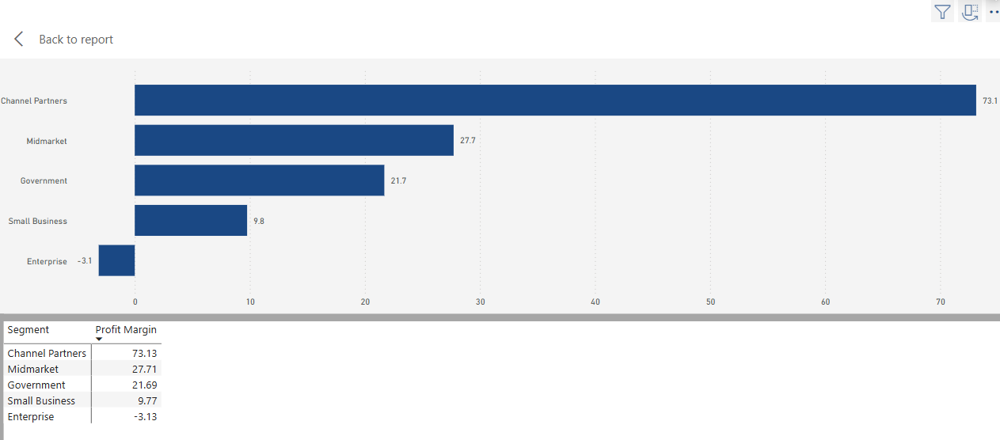 Back to report
Channel Partners 73.1
Midmarket 27.7
Government 21.7
Small Business 9.8
Enterprise -3.1
0 10 20 30 40 50 60 70
Segment Profit Margin
Channel Partners 73.13
Midmarket 27.71
Government 21.69
Small Business 9.77
Enterprise -3.13